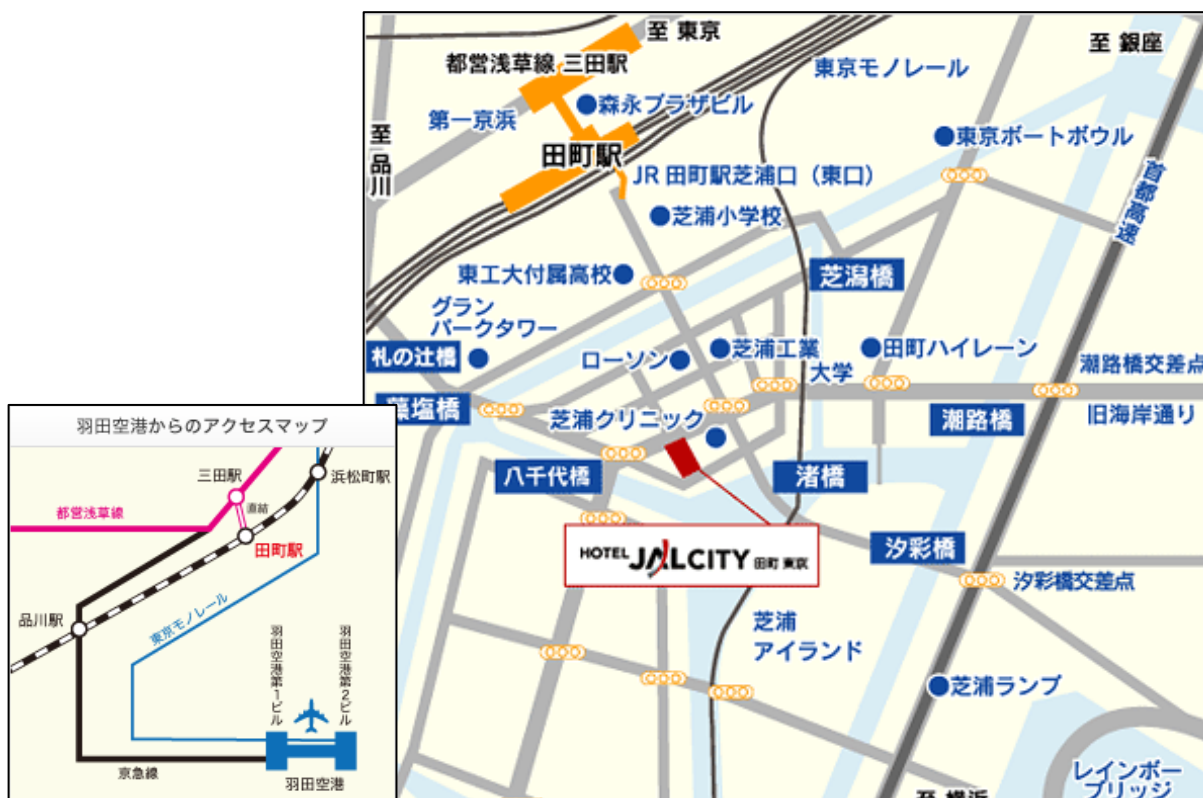 至 東京
都営浅草線 三田駅
至 銀座
東京モノレール
森永プラザビル
第一京浜
至 品川
東京ポートボウル
田町駅
JR 田町駅芝浦口（東口）
首都高速
芝浦小学校
東工大付属高校
芝潟橋
グラン
パークタワー
札の辻橋
ローソン
芝浦工業
大学
田町ハイレーン
潮路橋交差点
藻塩橋
芝浦クリニック
潮路橋
旧海岸通り
八千代橋
渚橋
HOTEL JALCITY 田町 東京
汐彩橋
汐彩橋交差点
芝浦
アイランド
芝浦ランプ
レインボー
ブリッジ
至 横浜
羽田空港からのアクセスマップ
三田駅
浜松町駅
都営浅草線
直結
田町駅
品川駅
東京モノレール
羽田空港第1ビル
羽田空港第2ビル
京急線
羽田空港